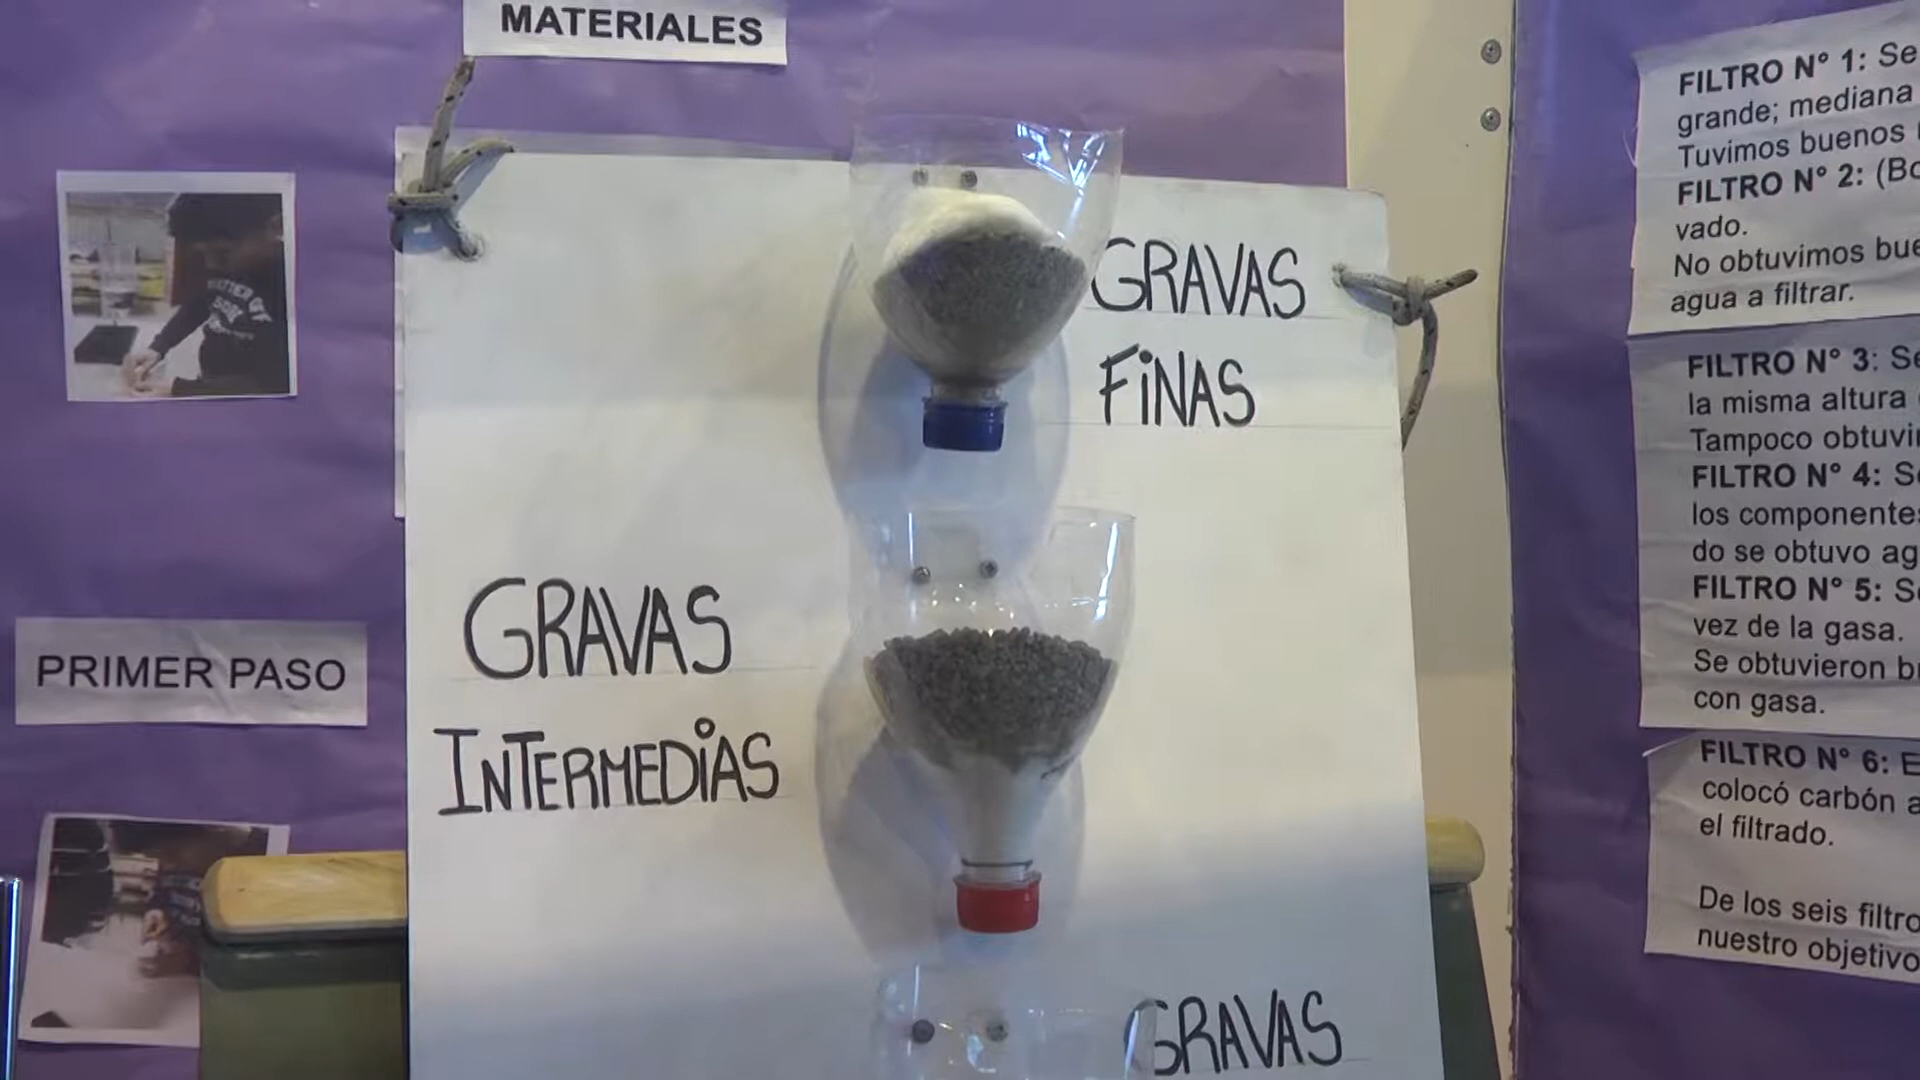 MATERIALES
GRAVAS
FINAS
GRAVAS
INTERMEDIAS
GRAVAS
PRIMER PASO
FILTRO N° 1: Se
grande; mediana
Tuvimos buenos
FILTRO N° 2: (Bo
vado.
No obtuvimos bue
agua a filtrar.
FILTRO N° 3: Se
la misma altura
Tampoco obtuvi
FILTRO N° 4: Se
los componentes
do se obtuvo ag
FILTRO N° 5: Se
vez de la gasa.
Se obtuvieron b
con gasa.
FILTRO N° 6: E
colocó carbón a
el filtrado.
De los seis filtro
nuestro objetivo